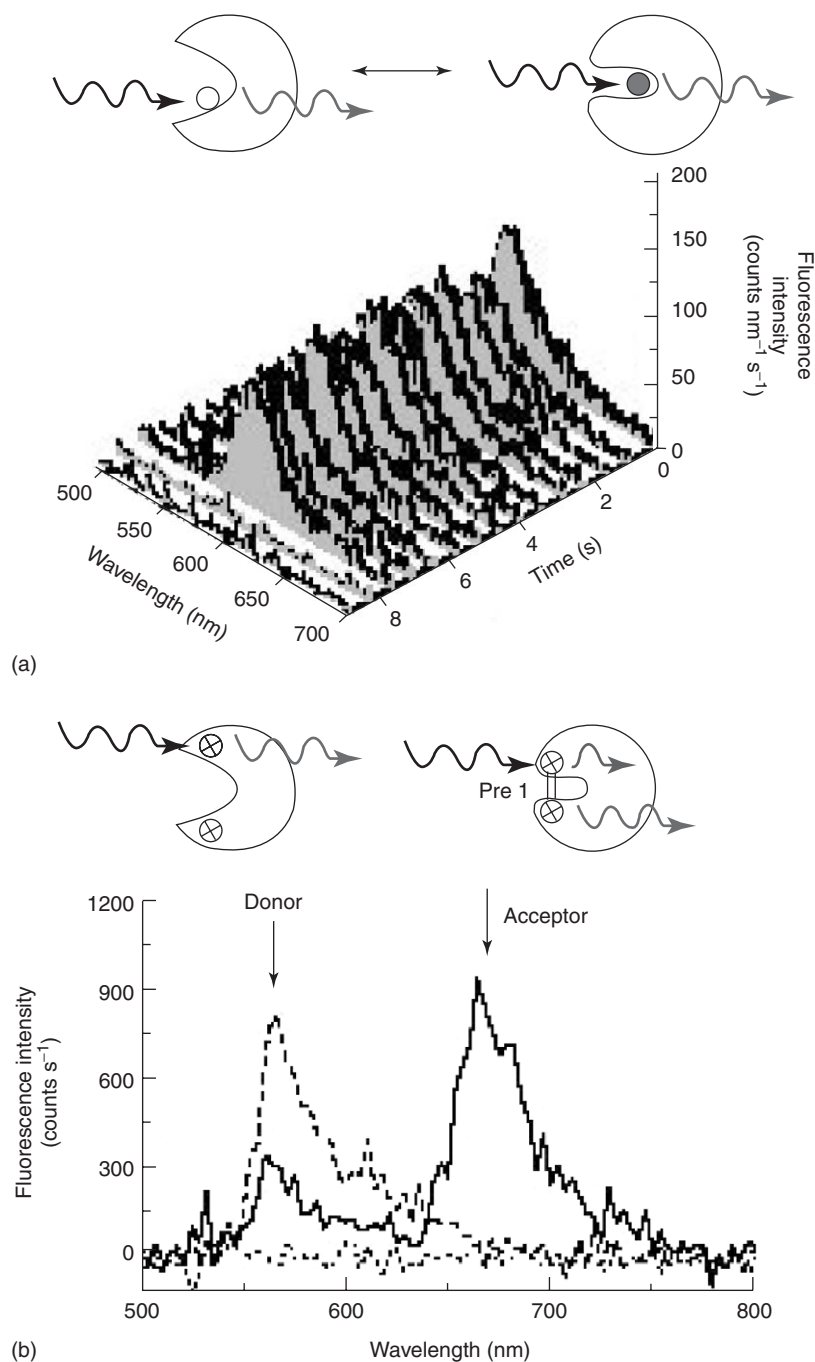 200
150
100
50
0
Fluorescence
intensity
(counts nm⁻¹ s⁻¹)
500
550
600
650
700
Wavelength (nm)
0
2
4
6
8
Time (s)
(a)
Pre 1
1200
900
600
300
0
Fluorescence intensity
(counts s⁻¹)
Donor
Acceptor
500
600
700
800
Wavelength (nm)
(b)